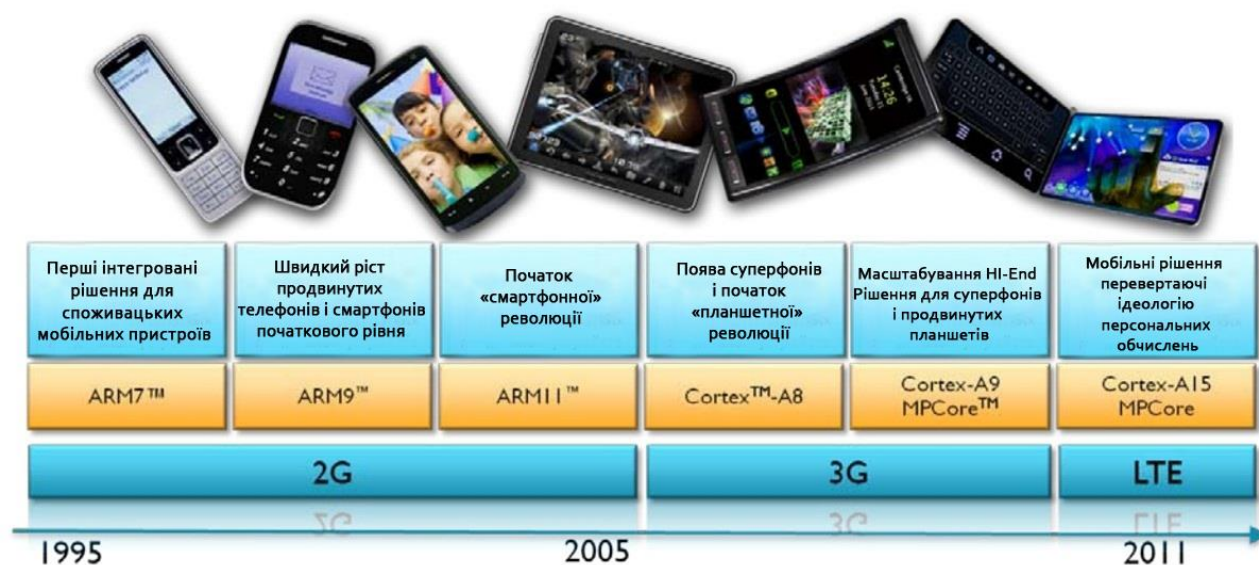 Перші інтегровані
рішення для
споживацьких
мобільних пристроїв
Швидкий ріст
продвинутих
телефонів і смартфонів
початкового рівня
Початок
«смартфонної»
революції
Поява суперфонів
і початок
«планшетної»
революції
Масштабування HI-End
Рішення для суперфонів
і продвинутих
планшетів
Мобільні рішення
перевертаючі
ідеологію
персональних
обчислень
ARM7™
ARM9™
ARM11™
Cortex™-A8
Cortex-A9
MPCore™
Cortex-A15
MPCore
2G
3G
LTE
1995
2005
2011